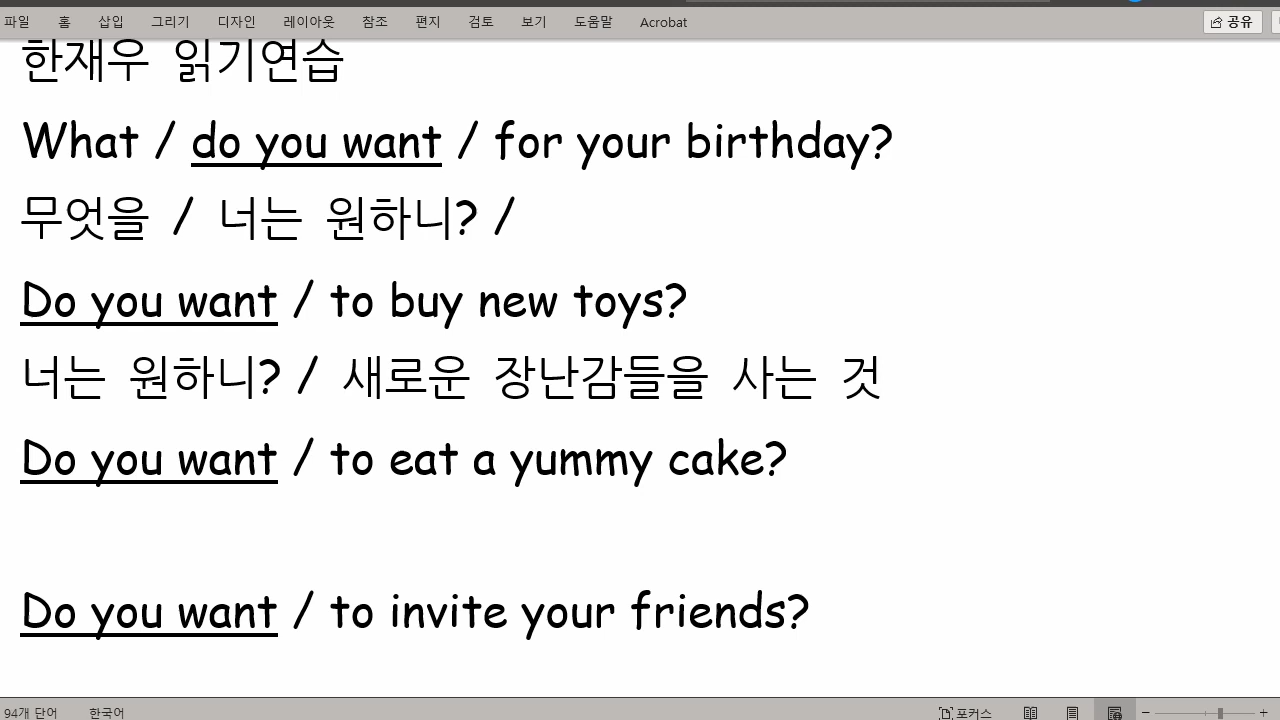 파일 홈 삽입 그리기 디자인 레이아웃 참조 편지 검토 보기 도움말 Acrobat 공유
한재우 읽기연습
What / do you want / for your birthday?
무엇을 / 너는 원하니? /
Do you want / to buy new toys?
너는 원하니? / 새로운 장난감들을 사는 것
Do you want / to eat a yummy cake?
Do you want / to invite your friends?
94개 단어 한국어 포커스